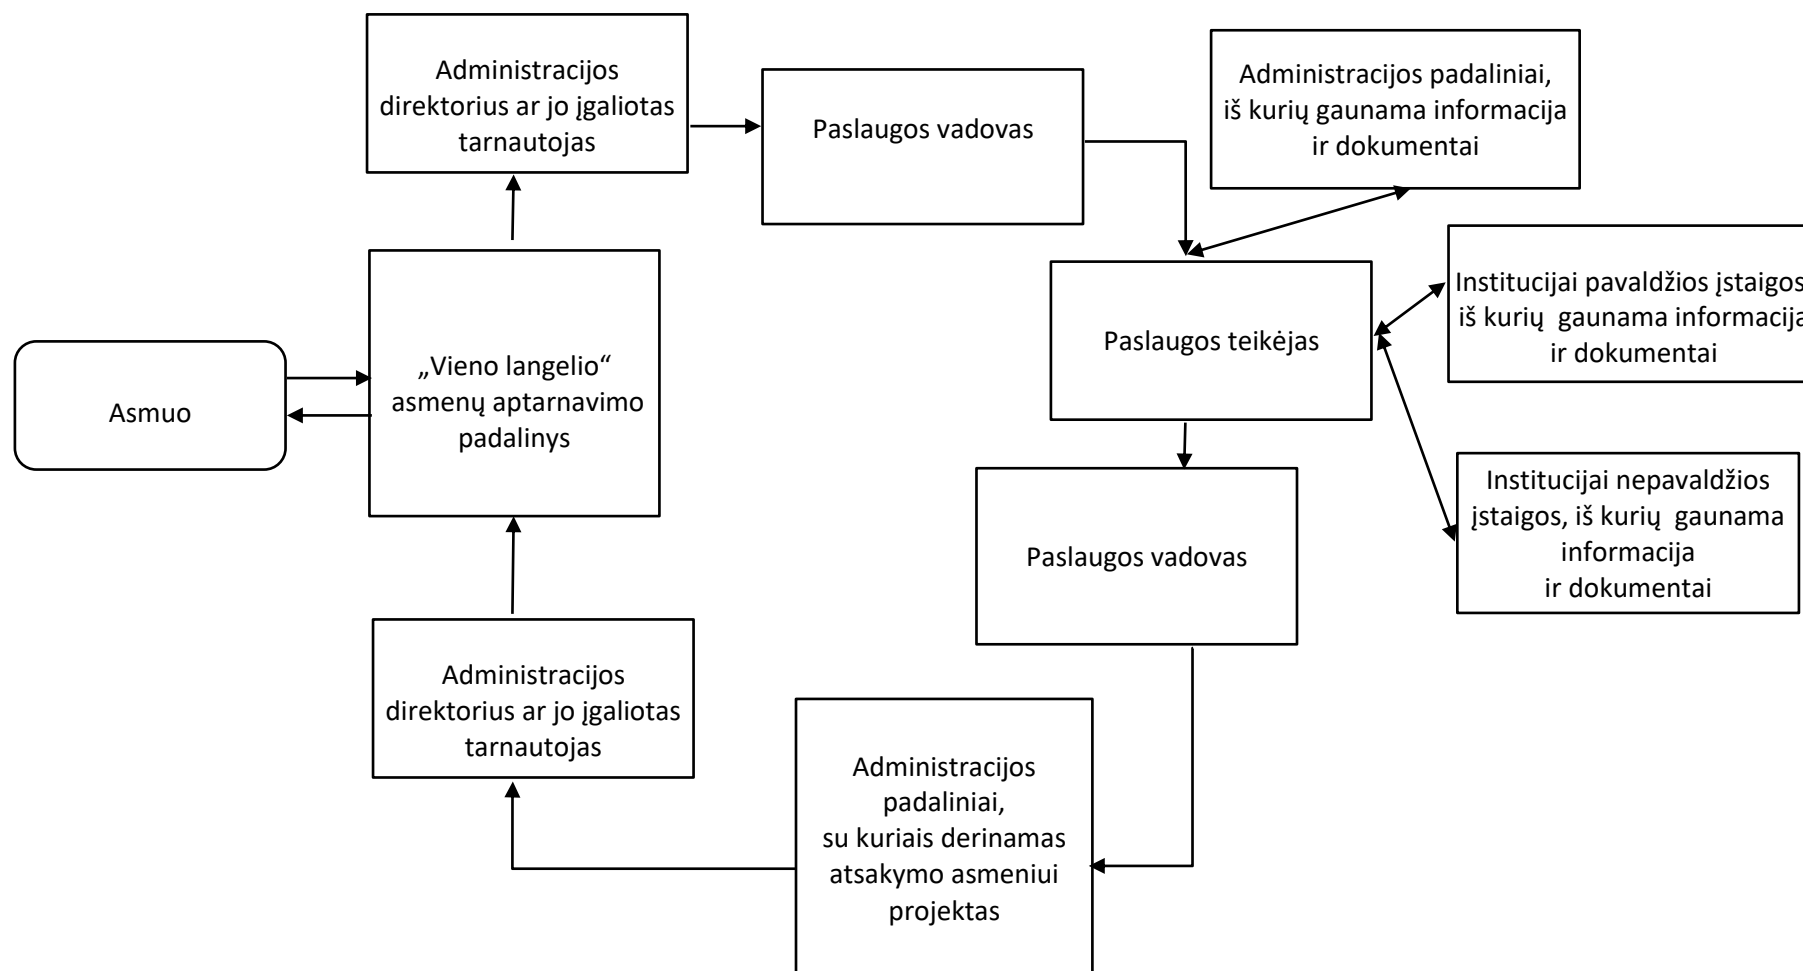 Administracijos
direktorius ar jo įgaliotas
tarnautojas
Paslaugos vadovas
Administracijos padaliniai,
iš kurių gaunama informacija
ir dokumentai
Institucijai pavaldžios įstaigos
iš kurių gaunama informacija
ir dokumentai
Paslaugos teikėjas
„Vieno langelio“
asmenų aptarnavimo
padalinys
Asmuo
Institucijai nepavaldžios
įstaigos, iš kurių gaunama
informacija
ir dokumentai
Paslaugos vadovas
Administracijos
direktorius ar jo įgaliotas
tarnautojas
Administracijos
padaliniai,
su kuriais derinamas
atsakymo asmeniui
projektas